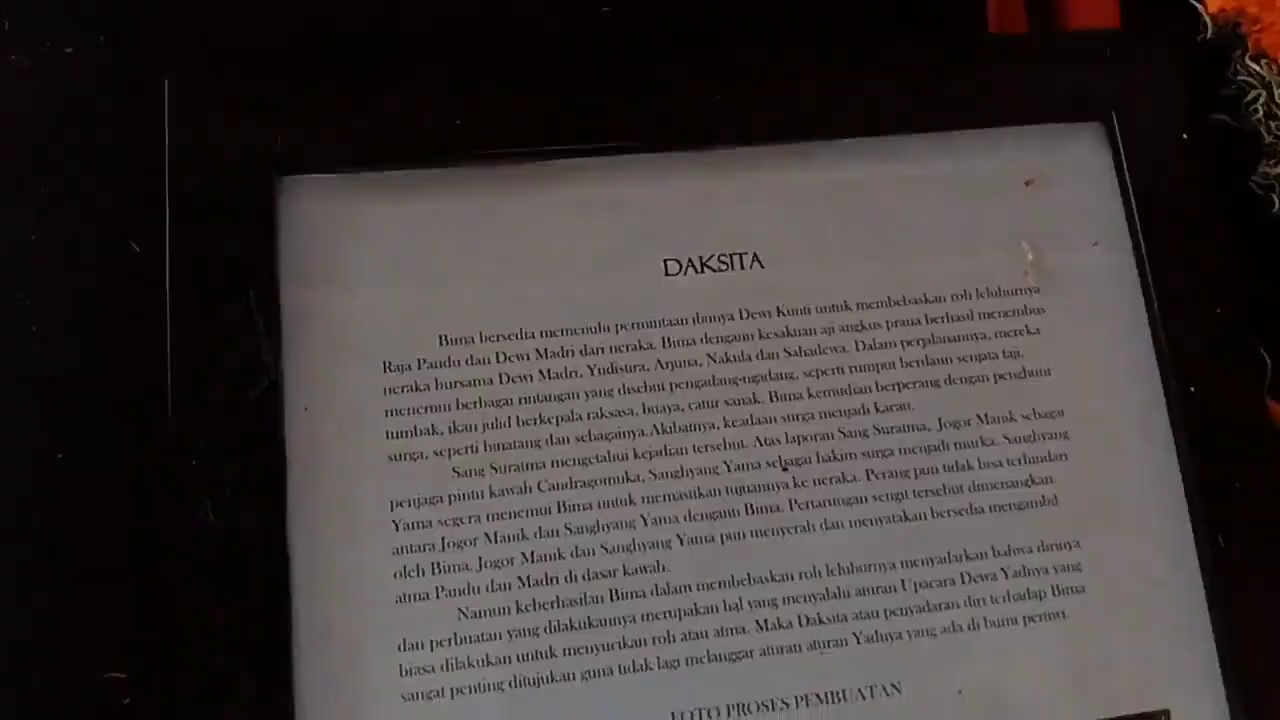 DAKSITA
Bima bersedia memenuhi permintaan ibunya Dewi Kunti untuk membebaskan roh leluhurnya
Raja Pandu dan Dewi Madri dari neraka. Bima dengann kesakuan aji angkus prana berhasil menembus
neraka bursama Dewi Madri, Yudistira, Arjuna, Nakula dan Sahadewa. Dalam perjalanannya, mereka
menemui berbagai rintangan yang disebut pengadang-ngadang, seperti rumput berdaun senjata taji,
tumbak, ikan julid berkepala raksasa, buaya, catur sanak. Bima kemudian berperang dengan penghuni
surga, seperti binatang dan sebagainya.Akibatnya, keadaan surga menjadi karau.
Sang Suratma mengetahui kejadian tersebut. Atas laporan Sang Suratma, Jogor Manik sebagai
penjaga pintu kawah Candragomuka, Sanghyang Yama sebagai hakim surga menjadi murka. Sanghyang
Yama segera menemui Bima untuk memastikan tujuannya ke neraka. Perang pun tidak bisa terhindari
antara Jogor Manik dan Sanghyang Yama denganti Bima. Pertarungan sengit tersebut dimenangkan
oleh Bima. Jogor Manik dan Sanghyang Yama pun menyerah dan menyatakan bersedia mengambil
atma Pandu dan Madri di dasar kawah.
Namun keberhasilan Bima dalam membebaskan roh leluhurnya menyadarkan bahwa dirinya
dan perbuatan yang dilakukannya merupakan hal yang menyalahi aturan Upacara Dewa Yadnya yang
biasa dilakukan untuk menyucikan roh atau atma. Maka Daksita atau penyadaran diri terhadap Bima
sangat penting ditujukan guna tidak lagi melanggar aturan aturan Yadnya yang ada di bumi pertiwi.
FOTO PROSES PEMBUATAN